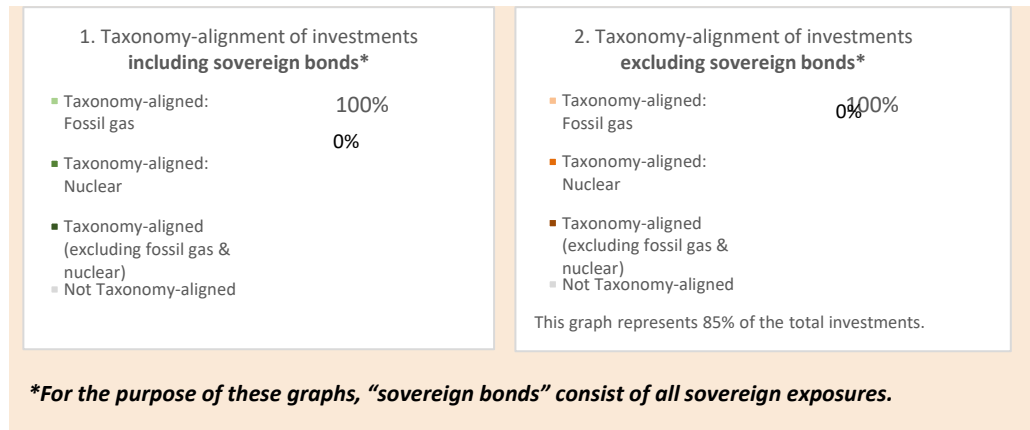 1. Taxonomy-alignment of investments
including sovereign bonds*
Taxonomy-aligned:
Fossil gas
100%
0%
Taxonomy-aligned:
Nuclear
Taxonomy-aligned
(excluding fossil gas &
nuclear)
Not Taxonomy-aligned
2. Taxonomy-alignment of investments
excluding sovereign bonds*
Taxonomy-aligned:
Fossil gas
0%
100%
Taxonomy-aligned:
Nuclear
Taxonomy-aligned
(excluding fossil gas &
nuclear)
Not Taxonomy-aligned
This graph represents 85% of the total investments.
*For the purpose of these graphs, “sovereign bonds” consist of all sovereign exposures.